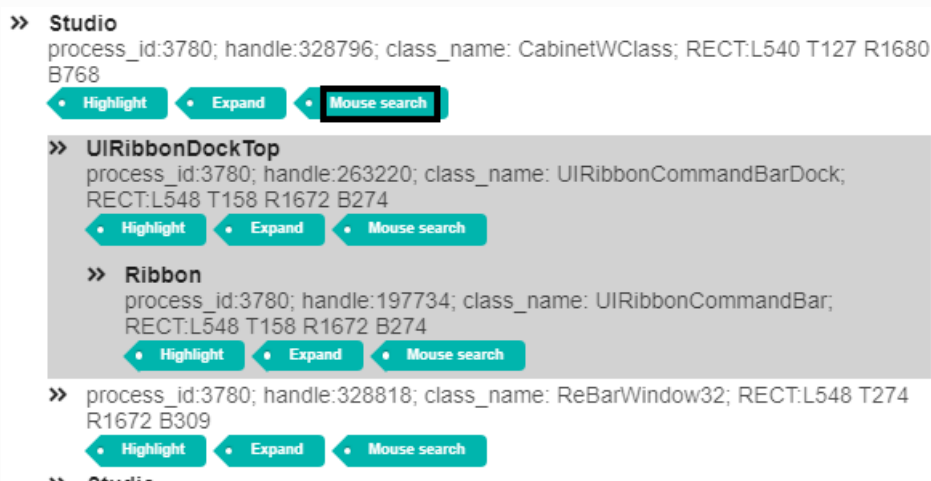 Studio
process_id:3780; handle:328796; class_name: CabinetWClass; RECT:L540 T127 R1680
B768
Highlight Expand Mouse search
UIRibbonDockTop
process_id:3780; handle:263220; class_name: UIRibbonCommandBarDock;
RECT:L548 T158 R1672 B274
Highlight Expand Mouse search
Ribbon
process_id:3780; handle:197734; class_name: UIRibbonCommandBar;
RECT:L548 T158 R1672 B274
Highlight Expand Mouse search
process_id:3780; handle:328818; class_name: ReBarWindow32; RECT:L548 T274
R1672 B309
Highlight Expand Mouse search
Studio